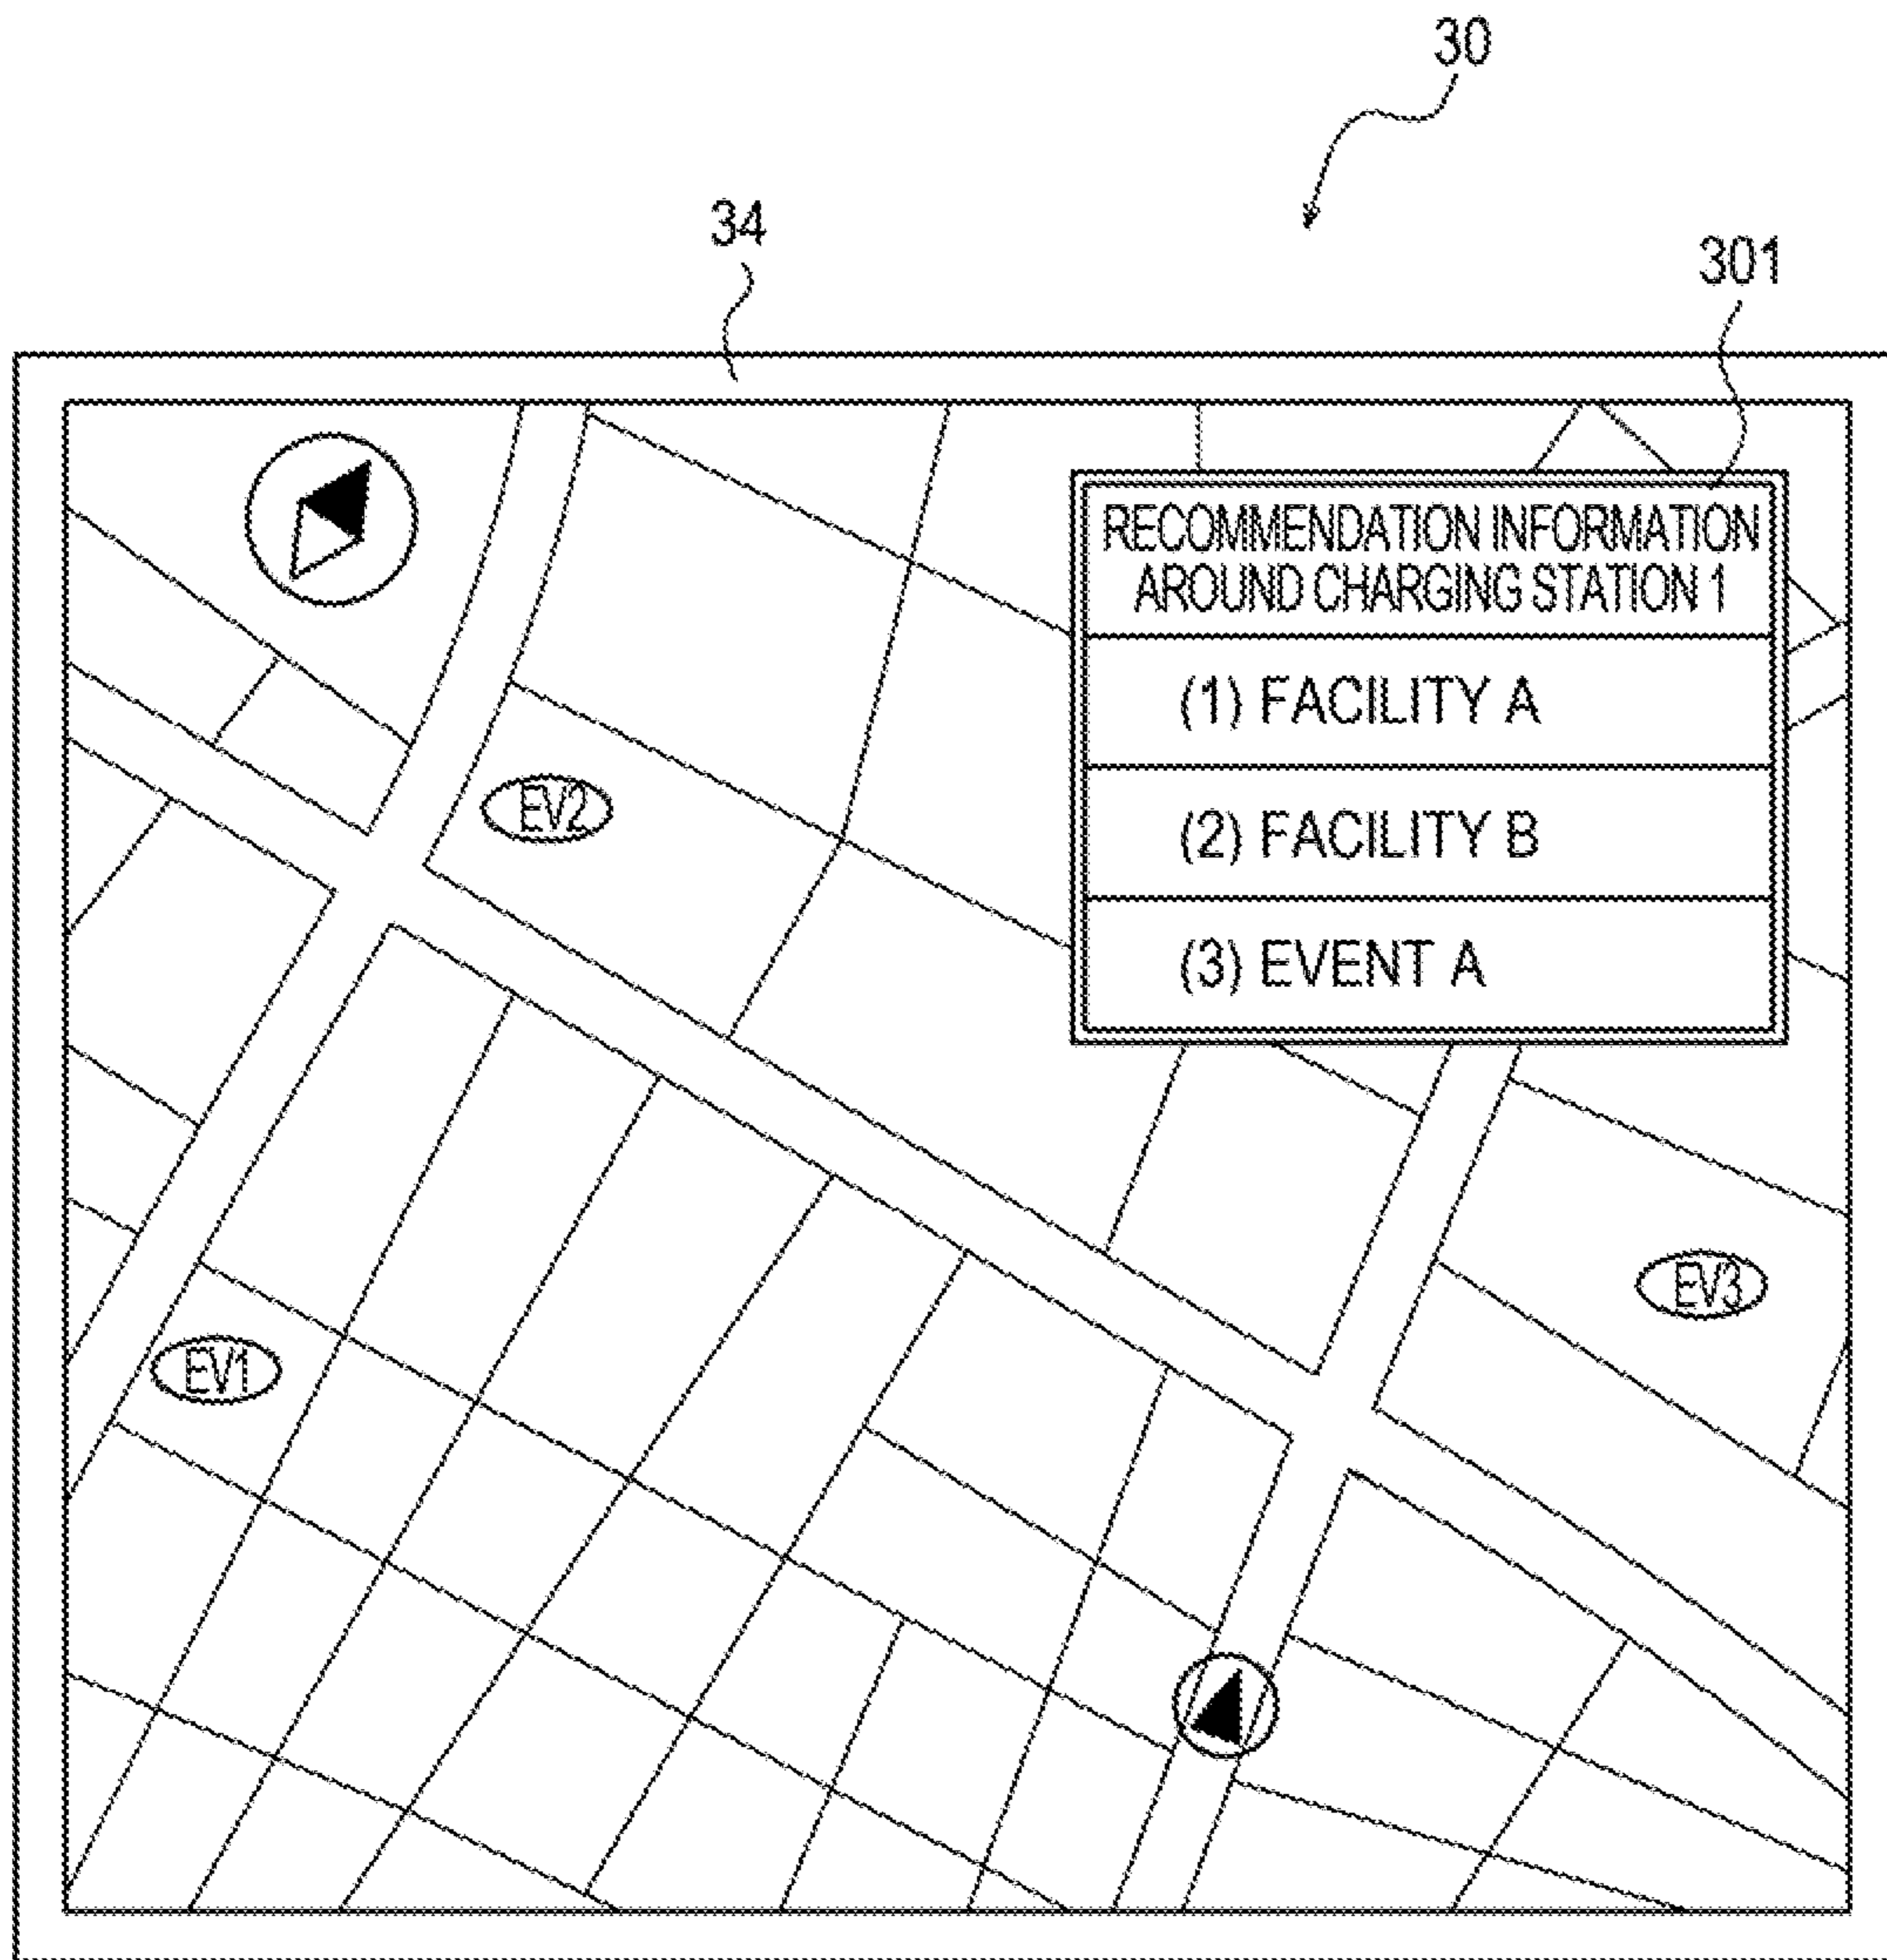 30
34
301
RECOMMENDATION INFORMATION
AROUND CHARGING STATION 1
(1) FACILITY A
(2) FACILITY B
(3) EVENT A
EV2
EV3
EV1